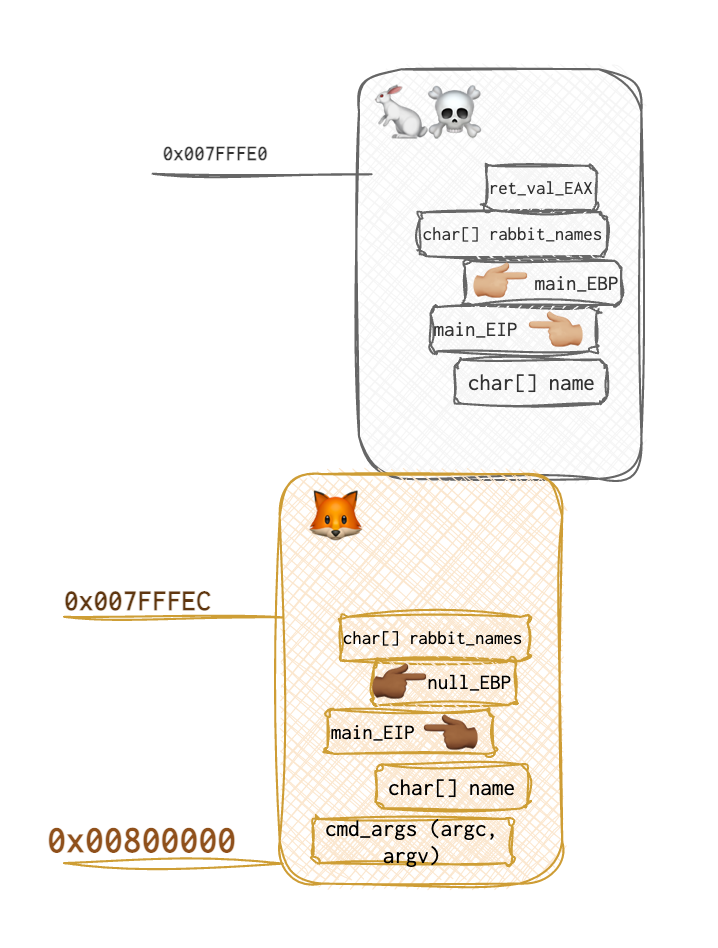 0x007FFFE0
ret_val_EAX
char[] rabbit_names
main_EBP
main_EIP
char[] name
0x007FFFEC
char[] rabbit_names
null_EBP
main_EIP
char[] name
cmd_args (argc,
argv)
0x00800000